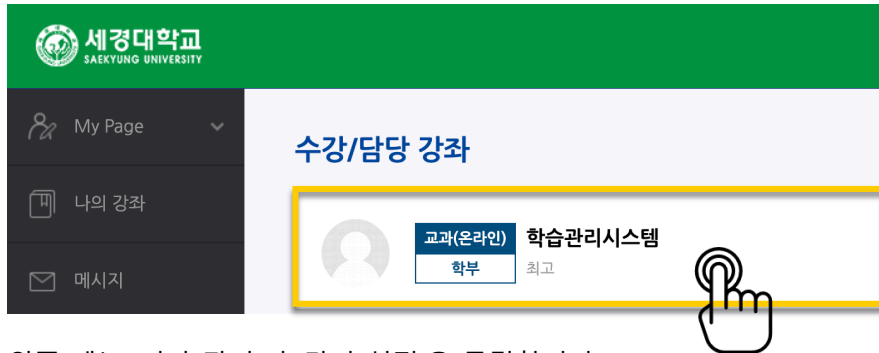 세경대학교
SAEKYUNG UNIVERSITY
My Page
수강/담당 강좌
나의 강좌
교과(온라인) 학습관리시스템
학부 최고
메시지